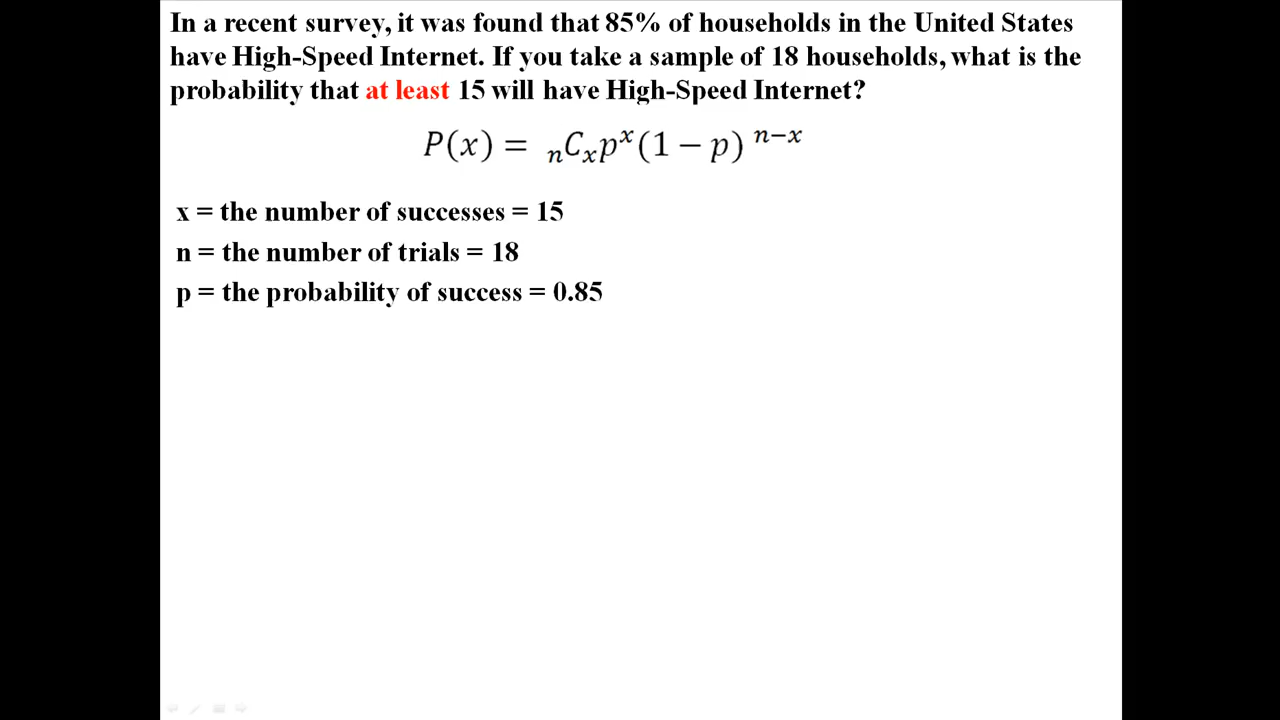 In a recent survey, it was found that 85% of households in the United States
have High-Speed Internet. If you take a sample of 18 households, what is the
probability that at least 15 will have High-Speed Internet?
P(x) = ₙCₓpˣ(1 − p) ⁿ⁻ˣ
x = the number of successes = 15
n = the number of trials = 18
p = the probability of success = 0.85